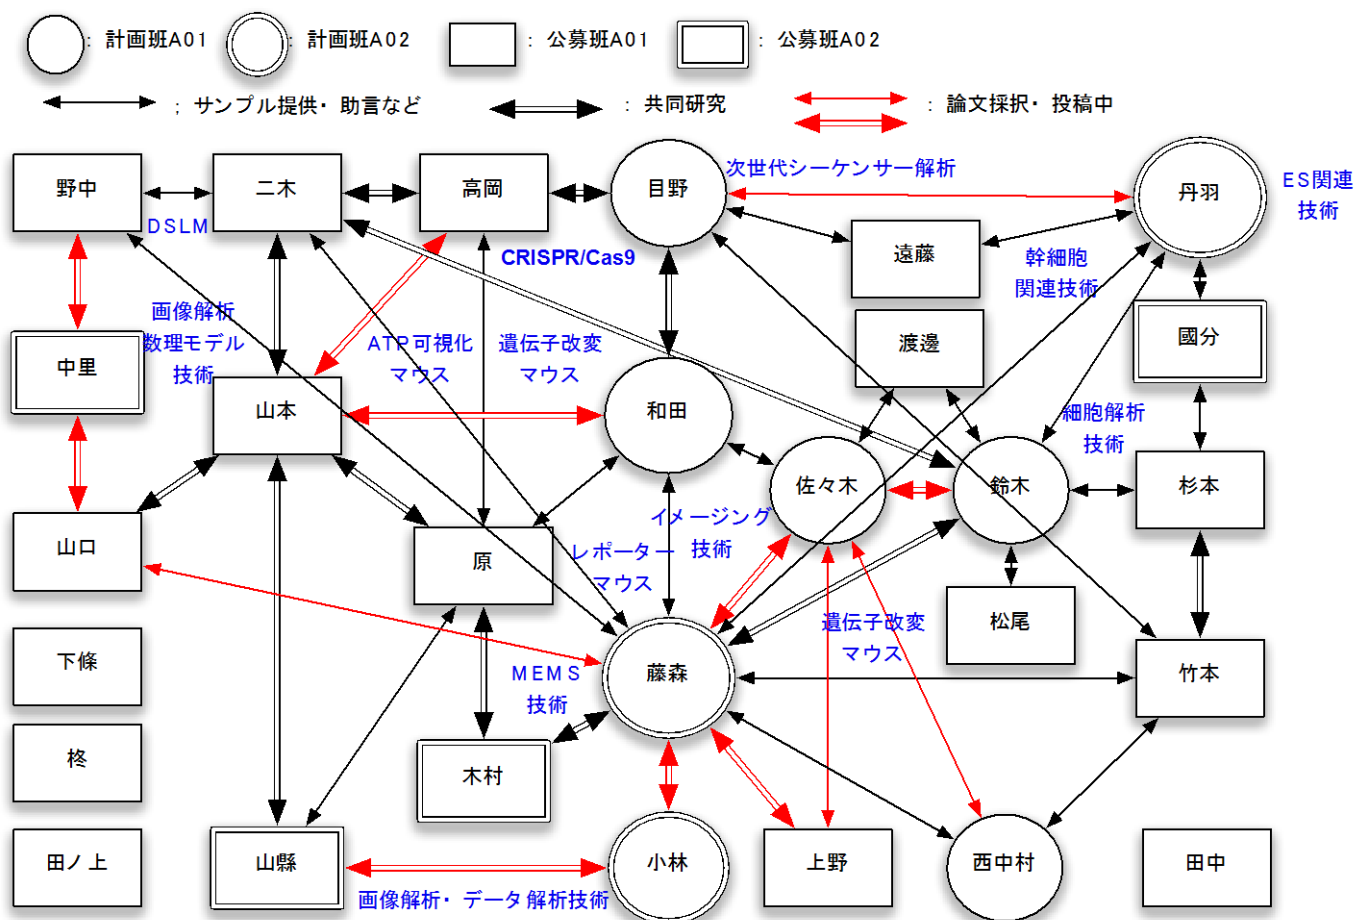 : 計画班A01
: 計画班A02
: 公募班A01
: 公募班A02
; サンプル提供・助言など
: 共同研究
: 論文採択・投稿中
野中
二木
高岡
目野
次世代シーケンサー解析
丹羽
ES関連
技術
DSLM
CRISPR/Cas9
遠藤
幹細胞
関連技術
画像解析
数理モデル
技術
ATP可視化
マウス
遺伝子改変
マウス
渡邊
國分
中里
山本
和田
細胞解析
技術
佐々木
鈴木
杉本
山口
原
イメージング
技術
レポーター
マウス
松尾
遺伝子改変
マウス
下條
藤森
竹本
MEMS
技術
柊
木村
田ノ上
山縣
小林
上野
西中村
田中
画像解析・データ解析技術